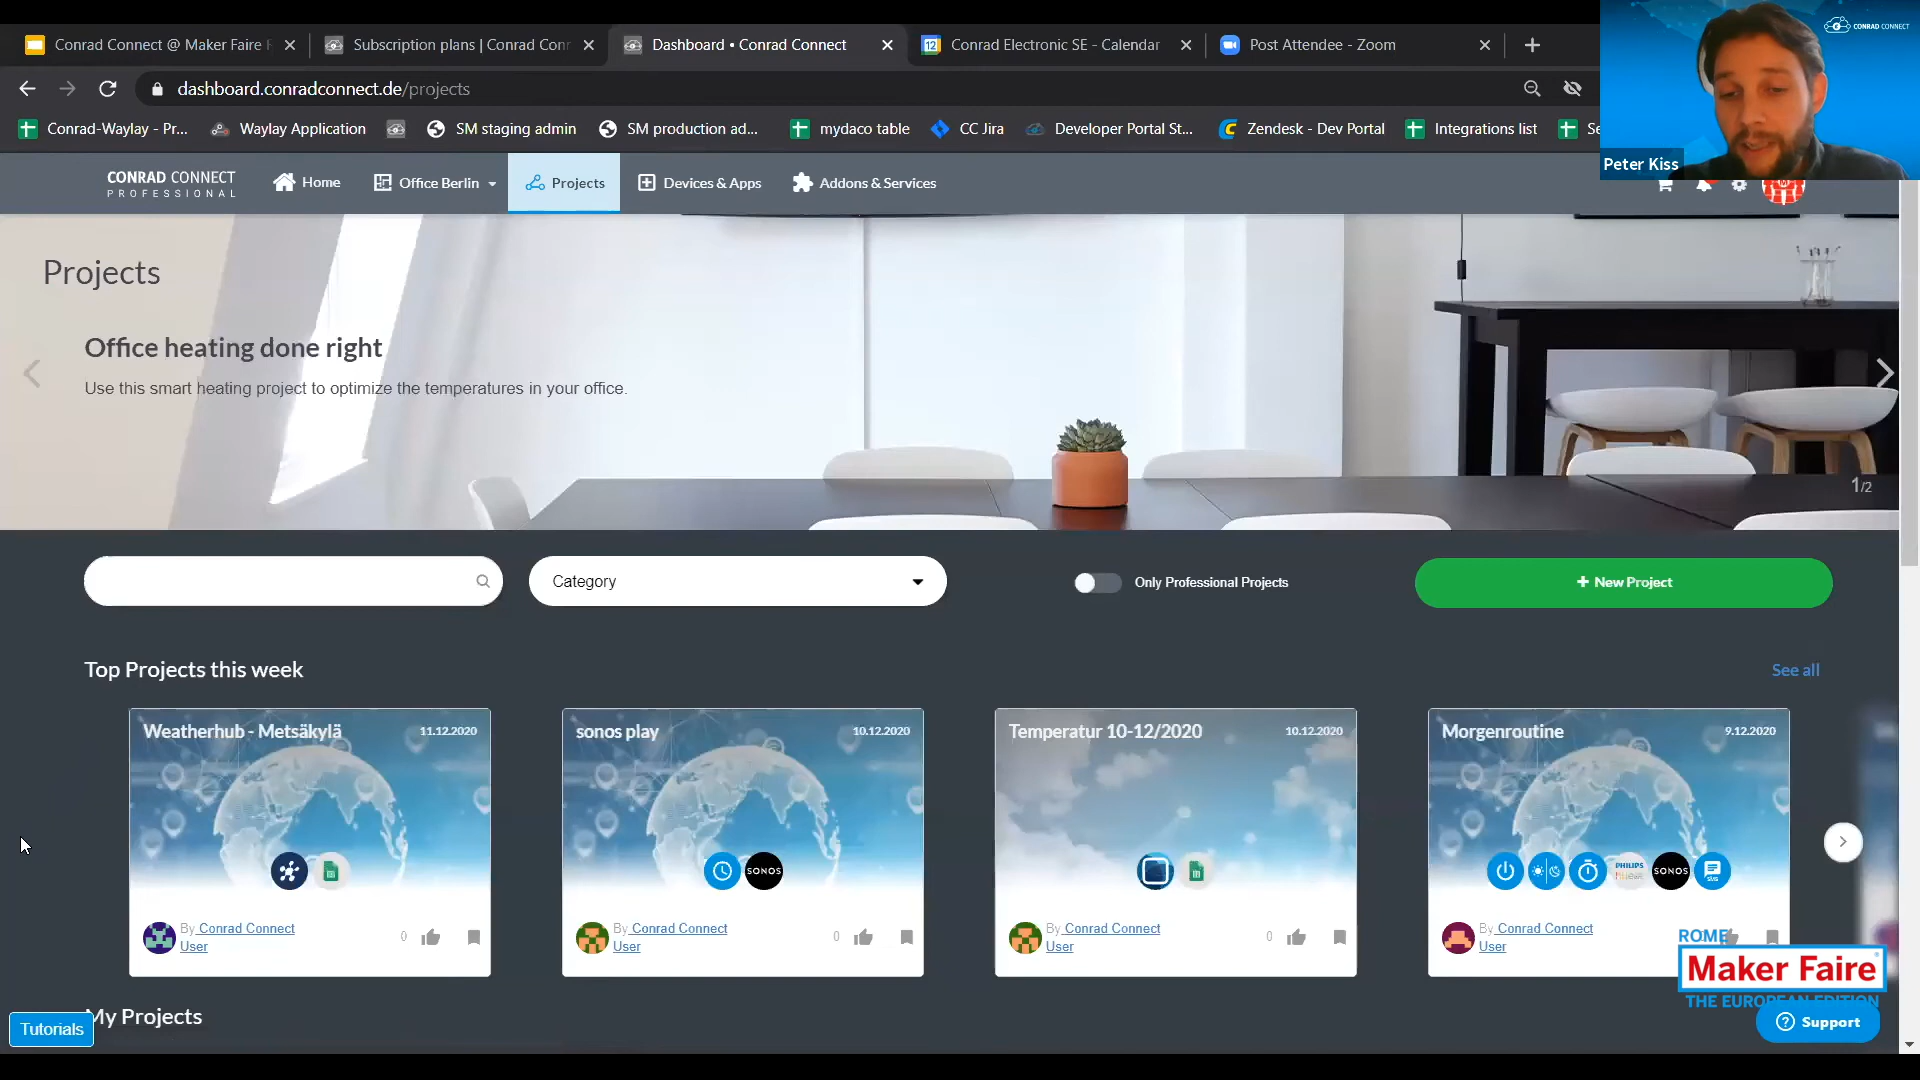 Conrad Connect @ Maker Faire
Subscription plans | Conrad Con
Dashboard • Conrad Connect
Conrad Electronic SE - Calendar
Post Attendee - Zoom
CONRAD CONNECT
dashboard.conradconnect.de/projects
Conrad-Waylay - Pr...
Waylay Application
SM staging admin
SM production ad...
mydaco table
CC Jira
Developer Portal St...
Zendesk - Dev Portal
Integrations list
Peter Kiss
CONRAD CONNECT
PROFESSIONAL
Home
Office Berlin
Projects
Devices & Apps
Addons & Services
Projects
Office heating done right
Use this smart heating project to optimize the temperatures in your office.
1/2
Category
Only Professional Projects
+ New Project
Top Projects this week
See all
Weatherhub - Metsäkylä
11.12.2020
By Conrad Connect
User
0
sonos play
10.12.2020
SONOS
By Conrad Connect
User
0
Temperatur 10-12/2020
10.12.2020
By Conrad Connect
User
0
Morgenroutine
9.12.2020
PHILIPS
SONOS
SMS
By Conrad Connect
User
ROME
Maker Faire
THE EUROPEAN EDITION
My Projects
Tutorials
Support